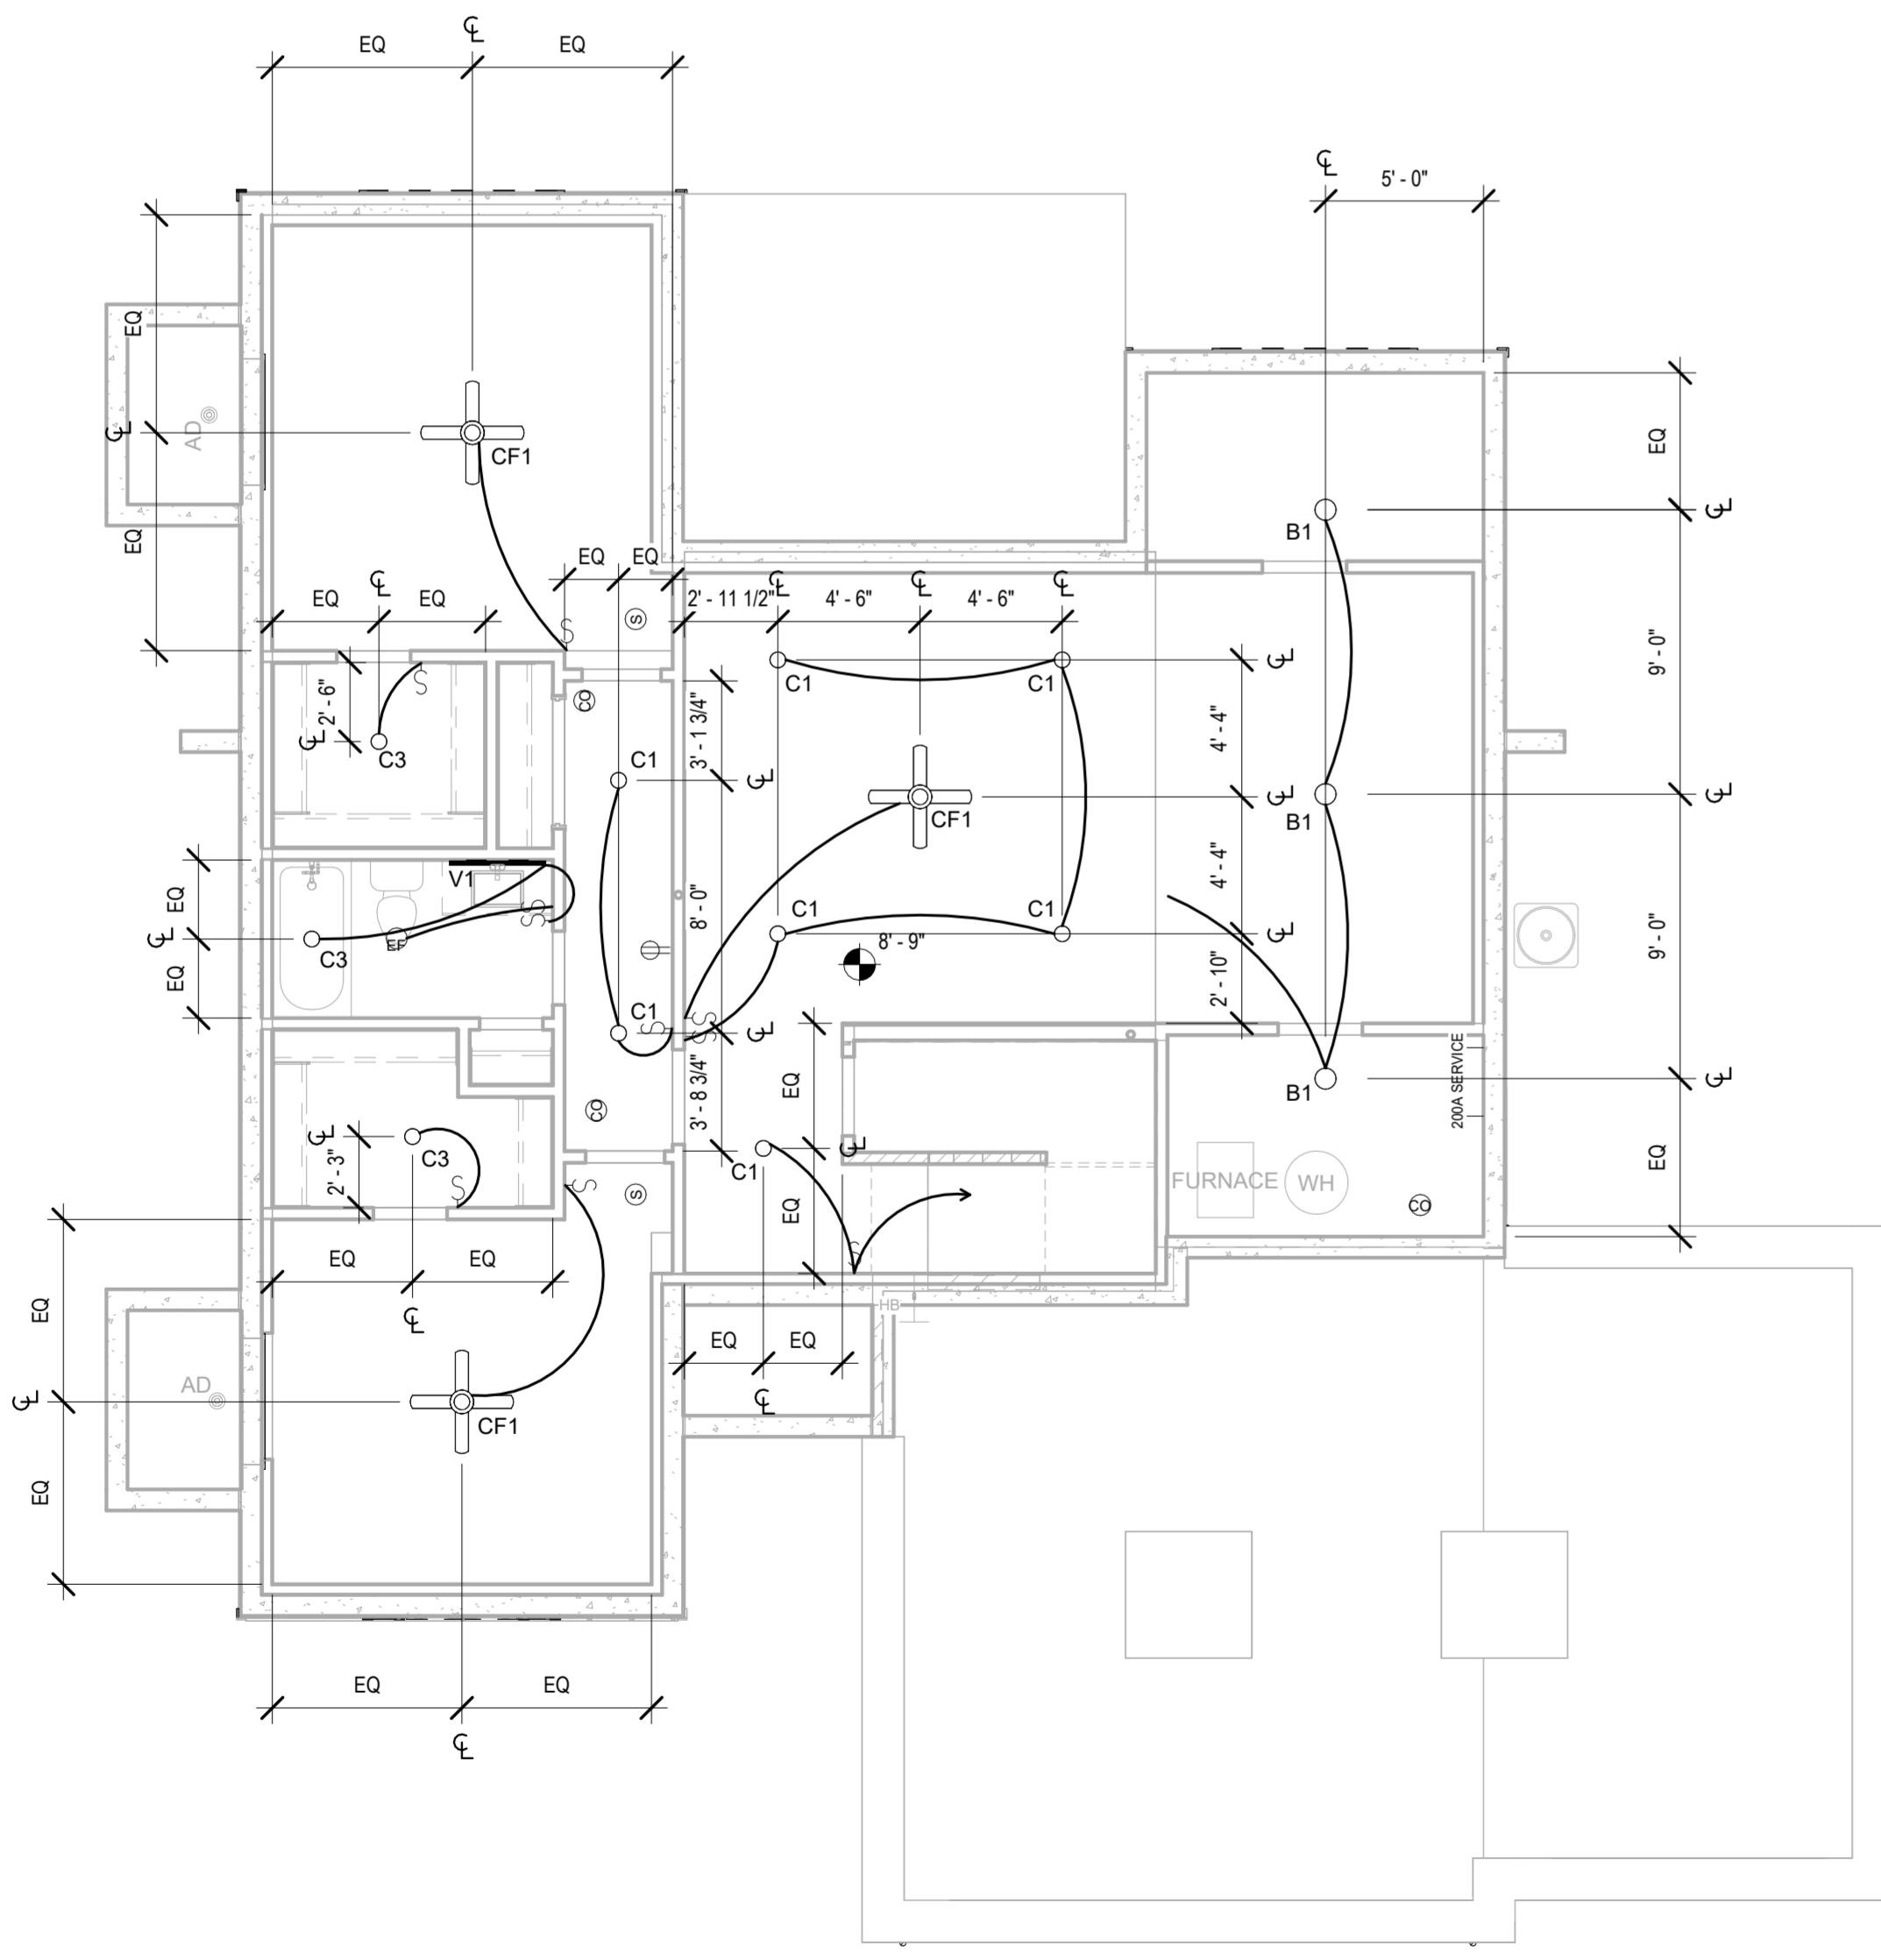 ℄
EQ EQ
℄
5' - 0"
EQ
AD
℄
CF1
EQ
EQ
℄
B1
EQ
EQ EQ
℄
EQ EQ
S
S
℄ ℄ ℄
2' - 11 1/2" 4' - 6" 4' - 6"
9' - 0"
S
2' - 6"
℄
C3
CO
C1 C1
℄
3' - 1 3/4"
4' - 4"
C1
℄
CF1
℄
B1
℄
V1
EQ
S
S
8' - 0"
4' - 4"
C1 C1
℄
C3
EF
EQ
8' - 9"
℄
9' - 0"
2' - 10"
C1
S
S
S
℄
EQ
B1
℄
200A SERVICE
3' - 8 3/4"
CO
℄
C3
2' - 3"
S
S
S
C1
℄
EQ
FURNACE WH
CO
EQ
EQ EQ
℄
S
HB
EQ
EQ EQ
℄
AD
℄
CF1
EQ
EQ EQ
℄